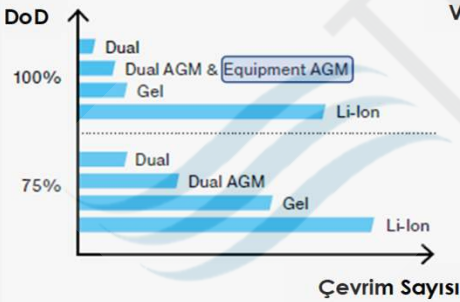 DoD
V
Dual
Dual AGM & Equipment AGM
100%
Gel
Li-Ion
Dual
75%
Dual AGM
Gel
Li-Ion
Çevrim Sayısı